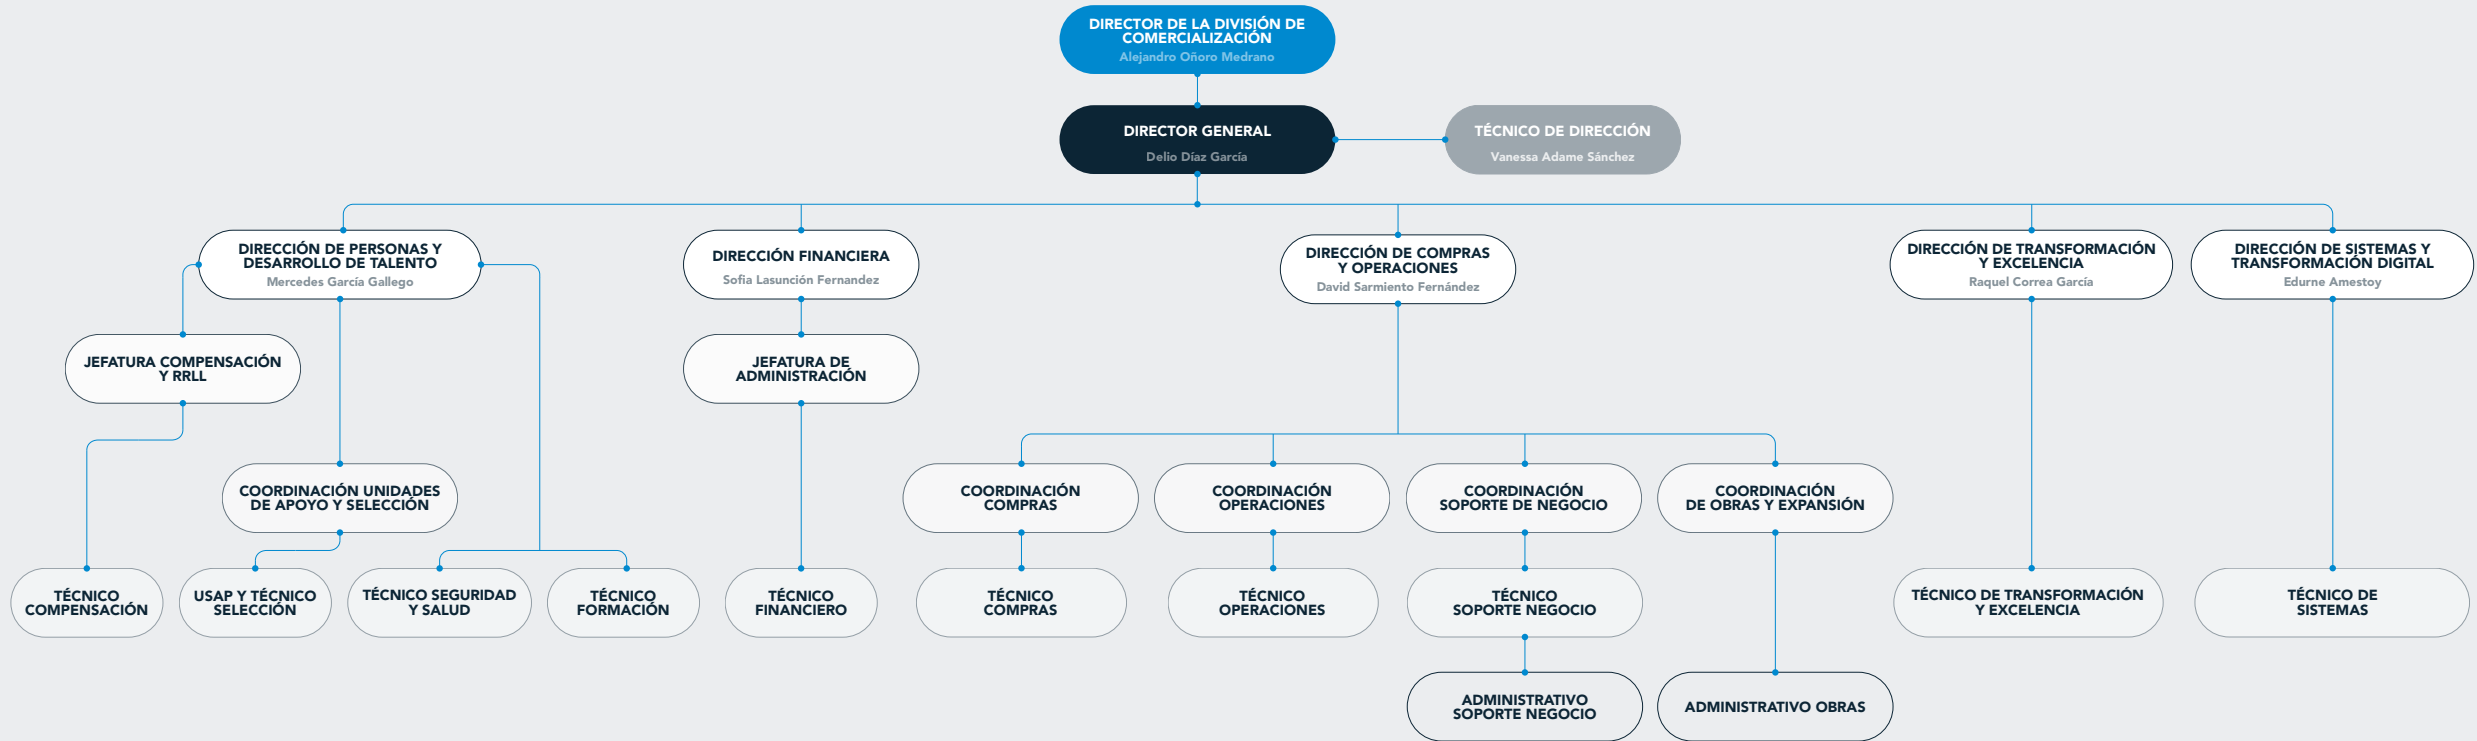 DIRECTOR DE LA DIVISIÓN DE
COMERCIALIZACIÓN
Alejandro Oñoro Medrano
DIRECTOR GENERAL
Delio Díaz García
TÉCNICO DE DIRECCIÓN
Vanessa Adame Sánchez
DIRECCIÓN DE PERSONAS Y
DESARROLLO DE TALENTO
Mercedes García Gallego
DIRECCIÓN FINANCIERA
Sofia Lasunción Fernandez
DIRECCIÓN DE COMPRAS
Y OPERACIONES
David Sarmiento Fernández
DIRECCIÓN DE TRANSFORMACIÓN
Y EXCELENCIA
Raquel Correa García
DIRECCIÓN DE SISTEMAS Y
TRANSFORMACIÓN DIGITAL
Edurne Amestoy
JEFATURA COMPENSACIÓN
Y RRLL
JEFATURA DE
ADMINISTRACIÓN
COORDINACIÓN UNIDADES
DE APOYO Y SELECCIÓN
COORDINACIÓN
COMPRAS
COORDINACIÓN
OPERACIONES
COORDINACIÓN
SOPORTE DE NEGOCIO
COORDINACIÓN
DE OBRAS Y EXPANSIÓN
TÉCNICO
COMPENSACIÓN
USAP Y TÉCNICO
SELECCIÓN
TÉCNICO SEGURIDAD
Y SALUD
TÉCNICO
FORMACIÓN
TÉCNICO
FINANCIERO
TÉCNICO
COMPRAS
TÉCNICO
OPERACIONES
TÉCNICO
SOPORTE NEGOCIO
TÉCNICO DE TRANSFORMACIÓN
Y EXCELENCIA
TÉCNICO DE
SISTEMAS
ADMINISTRATIVO
SOPORTE NEGOCIO
ADMINISTRATIVO OBRAS